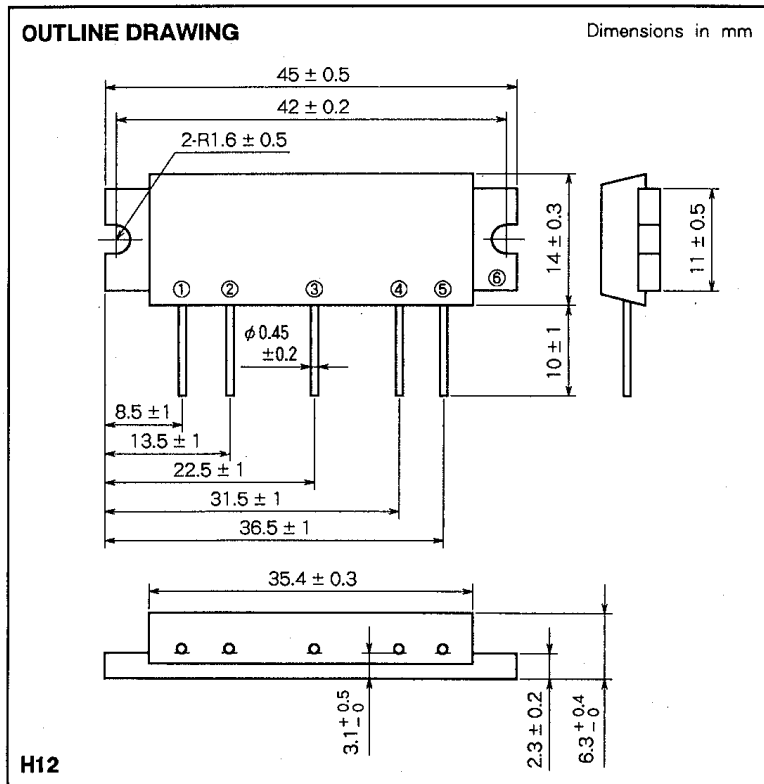 OUTLINE DRAWING
Dimensions in mm
45 ± 0.5
42 ± 0.2
2-R1.6 ± 0.5
14 ± 0.3
11 ± 0.5
⑥
① ② ③ ④ ⑤
φ0.45
±0.2
10 ± 1
8.5 ± 1
13.5 ± 1
22.5 ± 1
31.5 ± 1
36.5 ± 1
35.4 ± 0.3
3.1 +0.5 -0
2.3 ± 0.2
6.3 +0.4 -0
H12